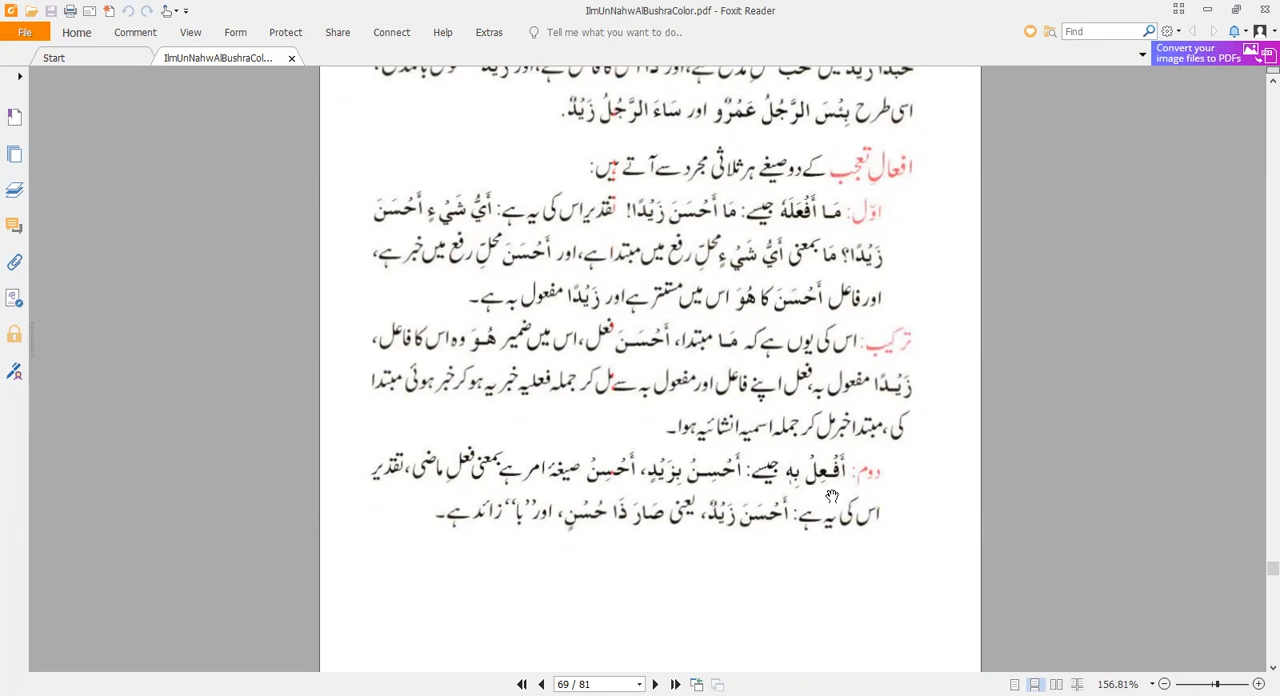 IlmUnNahwAlBushraColor.pdf - Foxit Reader
File Home Comment View Form Protect Share Connect Help Extras Tell me what you want to do.. Find
Start IlmUnNahwAlBushraColor...
Convert your
image files to PDFs
اسی طرح بِئْسَ الرَّجُلُ عَمْرٌو اور سَاءَ الرَّجُلُ زَيْدٌ.
افعالِ تعجب کے دو صیغے ہر ثلاثی مجرد سے آتے ہیں:
اوّل: مَا أَفْعَلَهٗ جیسے: مَا أَحْسَنَ زَيْدًا! تقدیر اس کی یہ ہے: أَيُّ شَيْءٍ أَحْسَنَ
زَيْدًا؟ مَا بمعنی أَيُّ شَيْءٍ محلِ رفع میں مبتدا ہے، اور أَحْسَنَ محلِ رفع میں خبر ہے،
اور فاعل أَحْسَنَ کا هُوَ اس میں مستتر ہے اور زَيْدًا مفعول بہ ہے۔
ترکیب: اس کی یوں ہے کہ مَا مبتدا، أَحْسَنَ فعل، اس میں ضمیر هُوَ وہ اس کا فاعل،
زَيْدًا مفعول بہ، فعل اپنے فاعل اور مفعول بہ سے مل کر جملہ فعلیہ خبریہ ہو کر خبر ہوئی مبتدا
کی، مبتدا خبر مل کر جملہ اسمیہ انشائیہ ہوا۔
دوم: أَفْعِلْ بِهٖ جیسے: أَحْسِنْ بِزَيْدٍ، أَحْسِنْ صیغۂ امر ہے بمعنی فعلِ ماضی، تقدیر
اس کی یہ ہے: أَحْسَنَ زَيْدٌ، یعنی صَارَ ذَا حُسْنٍ، اور ’’با‘‘ زائد ہے۔
69 / 81
156.81%